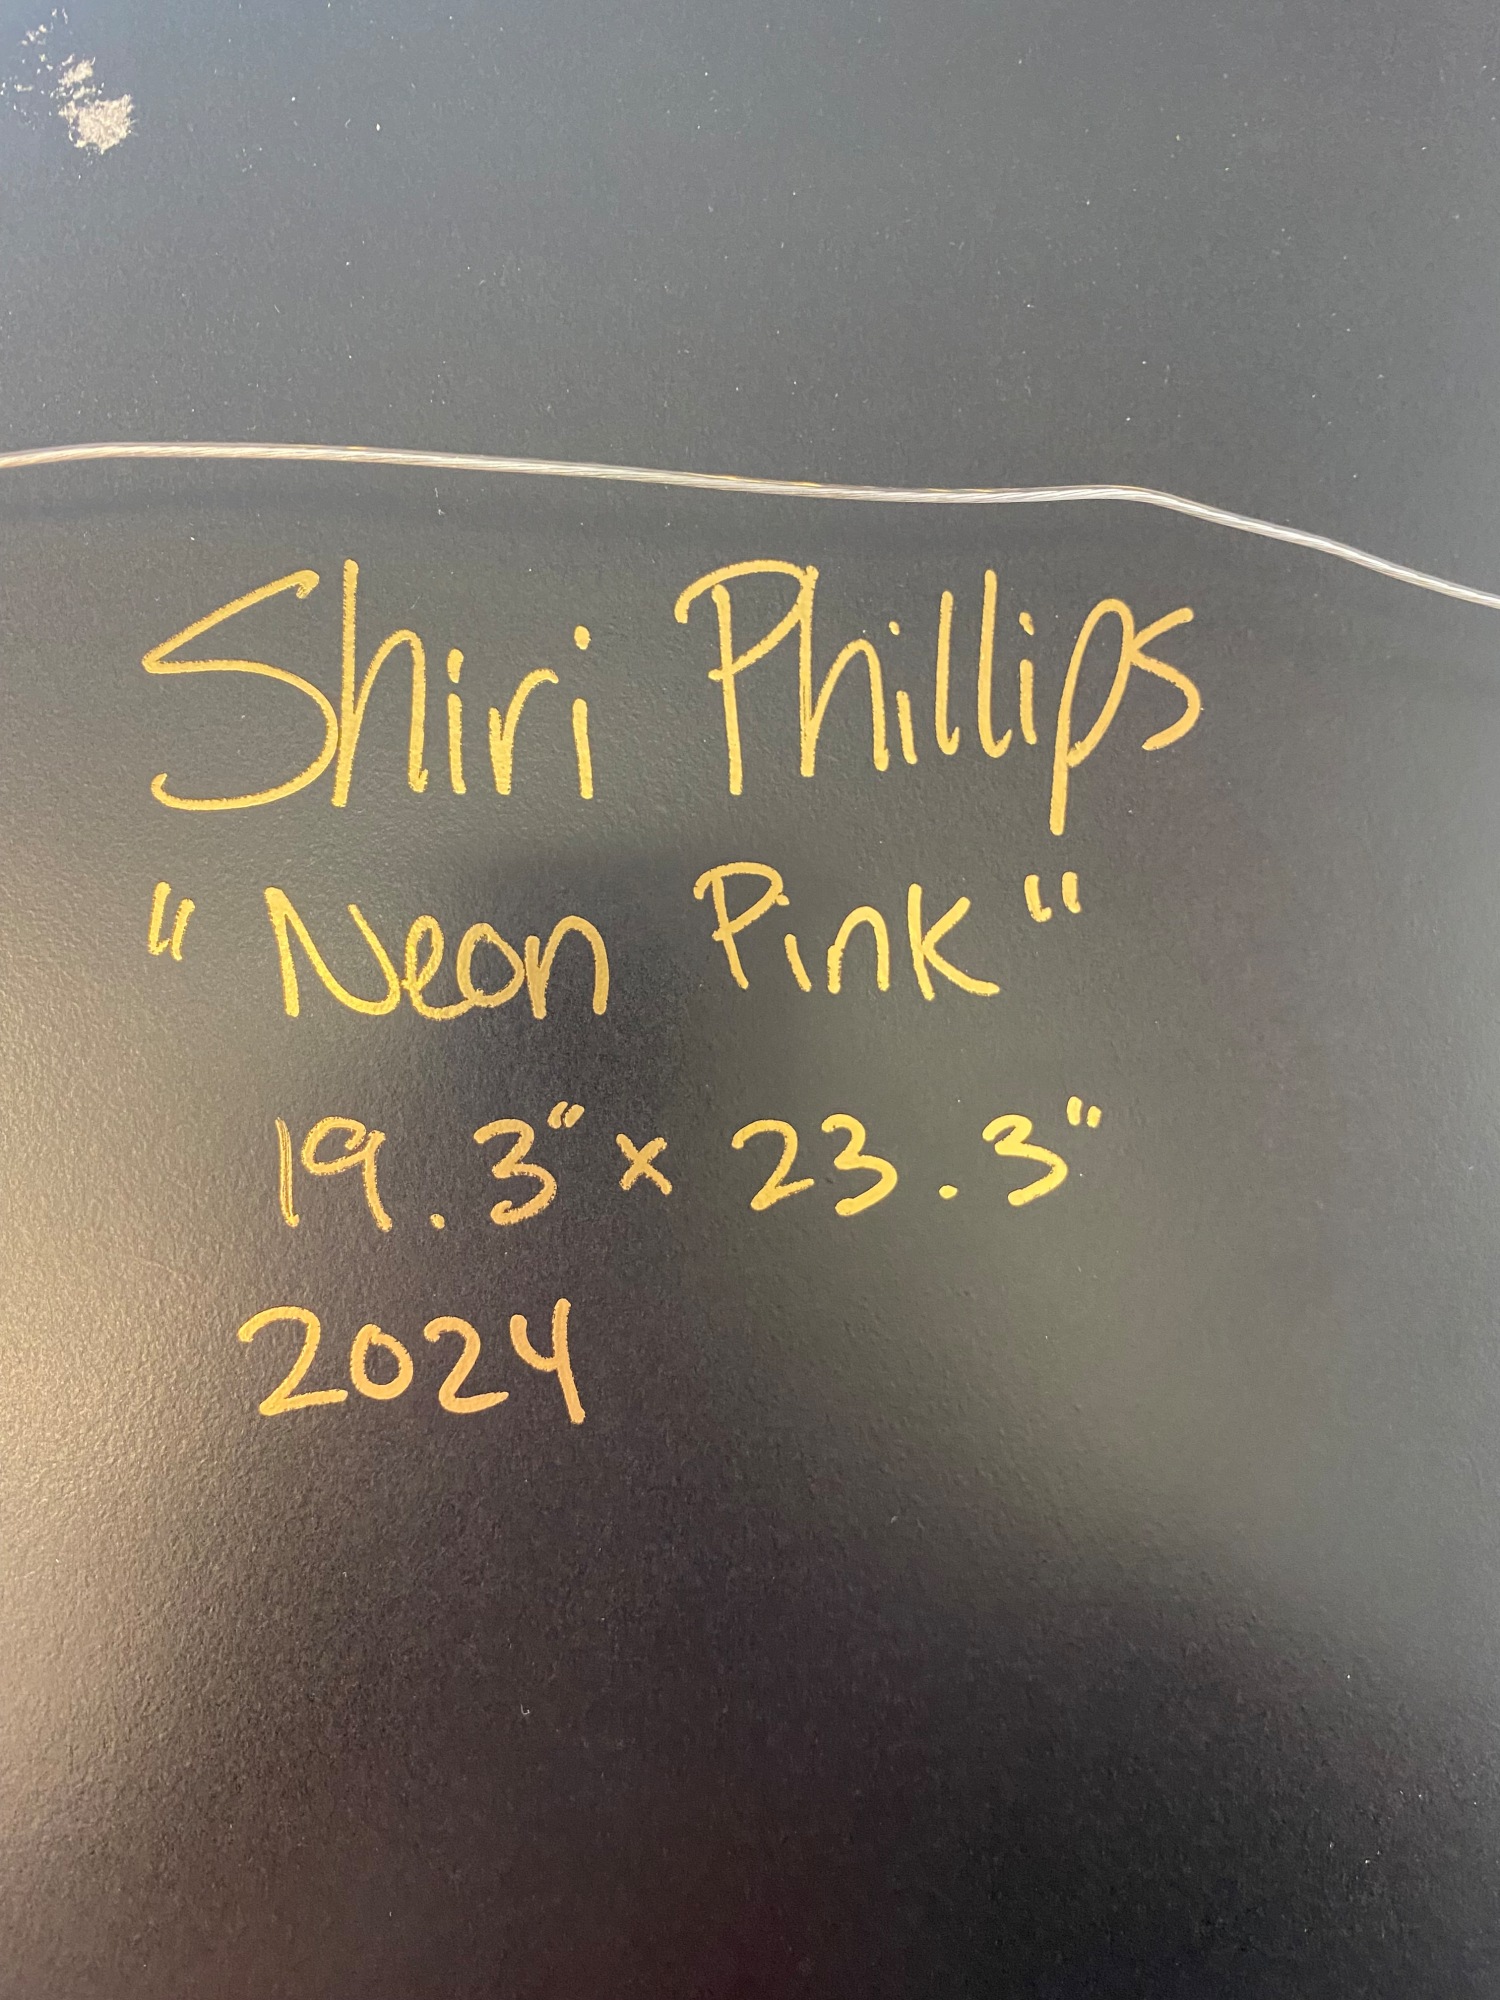 Shiri Phillips
"Neon Pink"
19.3" x 23.3"
2024